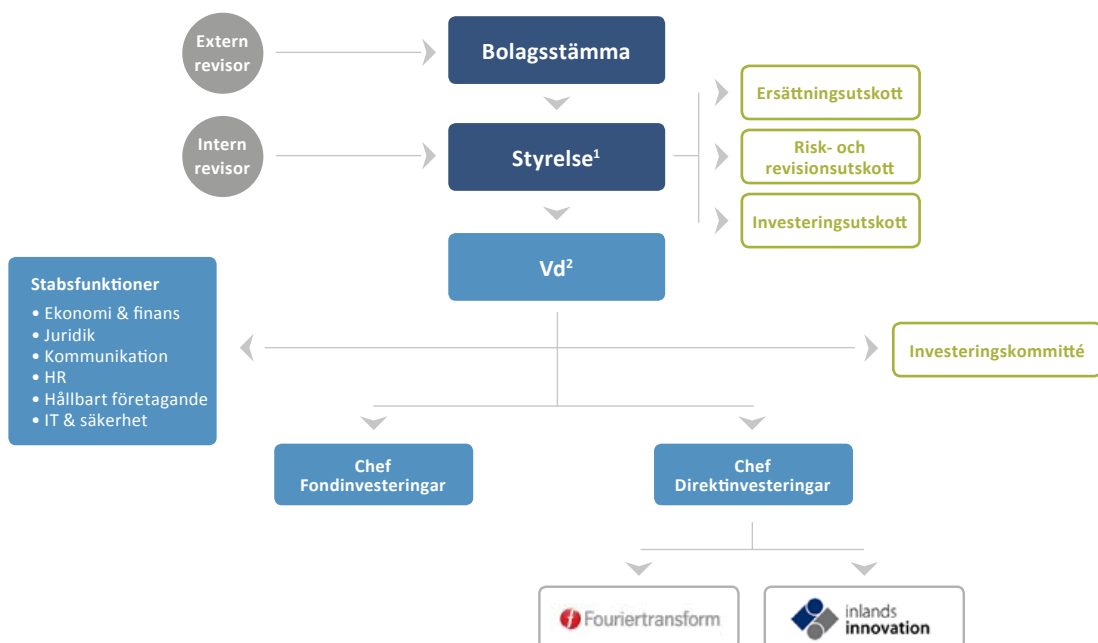 Extern
revisor
Bolagsstämma
Ersättningsutskott
Intern
revisor
Styrelse¹
Risk- och
revisionsutskott
Investeringsutskott
Vd²
Stabsfunktioner
• Ekonomi & finans
• Juridik
• Kommunikation
• HR
• Hållbart företagande
• IT & säkerhet
Investeringskommitté
Chef
Fondinvesteringar
Chef
Direktinvesteringar
Fouriertransform
inlands
innovation